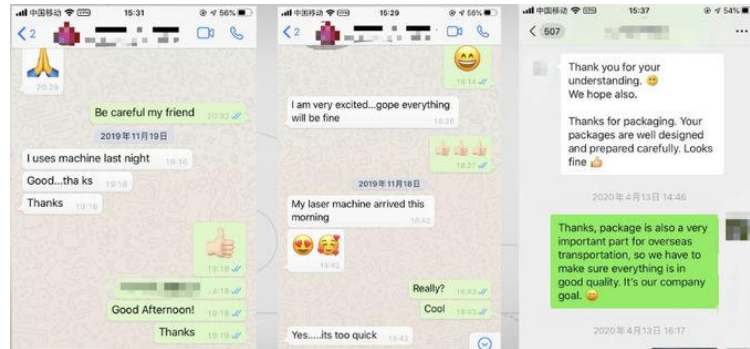 中国移动
15:31
56%
2
20:29
Be careful my friend
20:32
2019年11月19日
I uses machine last night
19:16
Good...tha ks
19:16
Thanks
19:16
19:18
19:18
Good Afternoon!
19:19
Thanks
19:19
中国移动
15:29
56%
2
18:14
I am very excited...gope everything
will be fine
18:26
18:27
2019年11月18日
My laser machine arrived this
morning
18:42
18:42
Really?
18:43
Cool
18:43
Yes.....its too quick
18:43
中国移动
15:37
54%
507
Thank you for your
understanding.
We hope also.
Thanks for packaging. Your
packages are well designed
and prepared carefully. Looks
fine
2020年4月13日 14:46
Thanks, package is also a very
important part for overseas
transportation, so we have to
make sure everything is in
good quality. It's our company
goal.
2020年4月13日 16:17